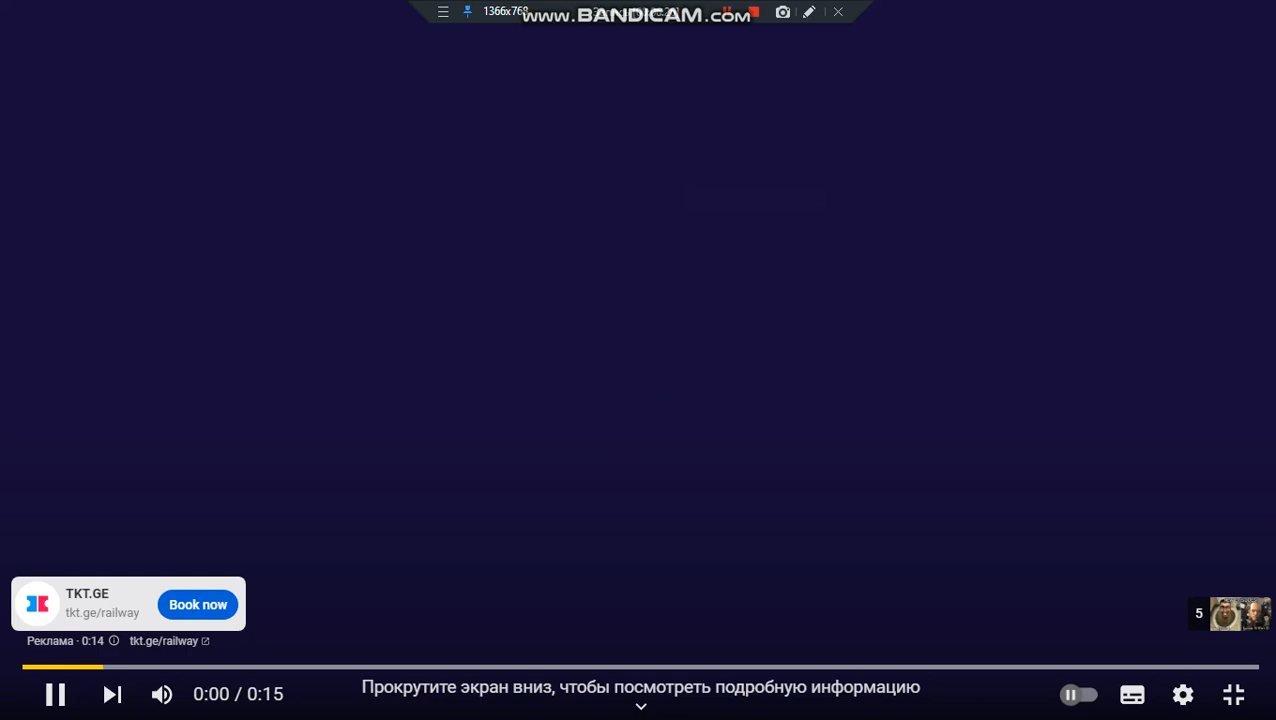 1366x768
www.BANDICAM.com
TKT.GE
tkt.ge/railway
Book now
5
Реклама · 0:14
tkt.ge/railway
0:00 / 0:15
Прокрутите экран вниз, чтобы посмотреть подробную информацию